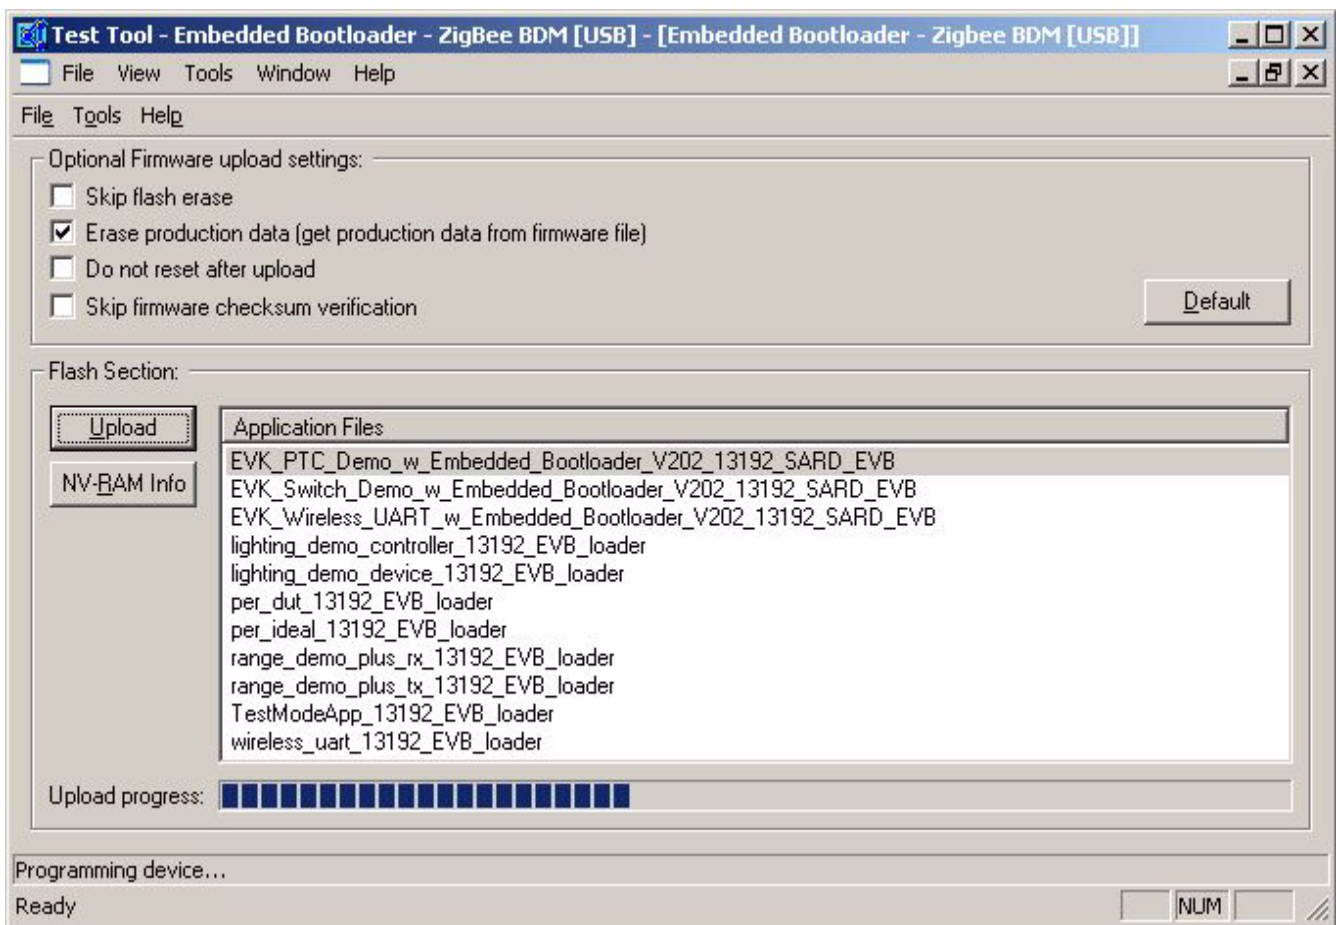 Test Tool - Embedded Bootloader - ZigBee BDM [USB] - [Embedded Bootloader - Zigbee BDM [USB]]
File View Tools Window Help
File Tools Help
Optional Firmware upload settings:
Skip flash erase
Erase production data (get production data from firmware file)
Do not reset after upload
Skip firmware checksum verification
Default
Flash Section:
Upload
NV-RAM Info
Application Files
EVK_PTC_Demo_w_Embedded_Bootloader_V202_13192_SARD_EVB
EVK_Switch_Demo_w_Embedded_Bootloader_V202_13192_SARD_EVB
EVK_Wireless_UART_w_Embedded_Bootloader_V202_13192_SARD_EVB
lighting_demo_controller_13192_EVB_loader
lighting_demo_device_13192_EVB_loader
per_dut_13192_EVB_loader
per_ideal_13192_EVB_loader
range_demo_plus_rx_13192_EVB_loader
range_demo_plus_tx_13192_EVB_loader
TestModeApp_13192_EVB_loader
wireless_uart_13192_EVB_loader
Upload progress:
Programming device...
Ready
NUM